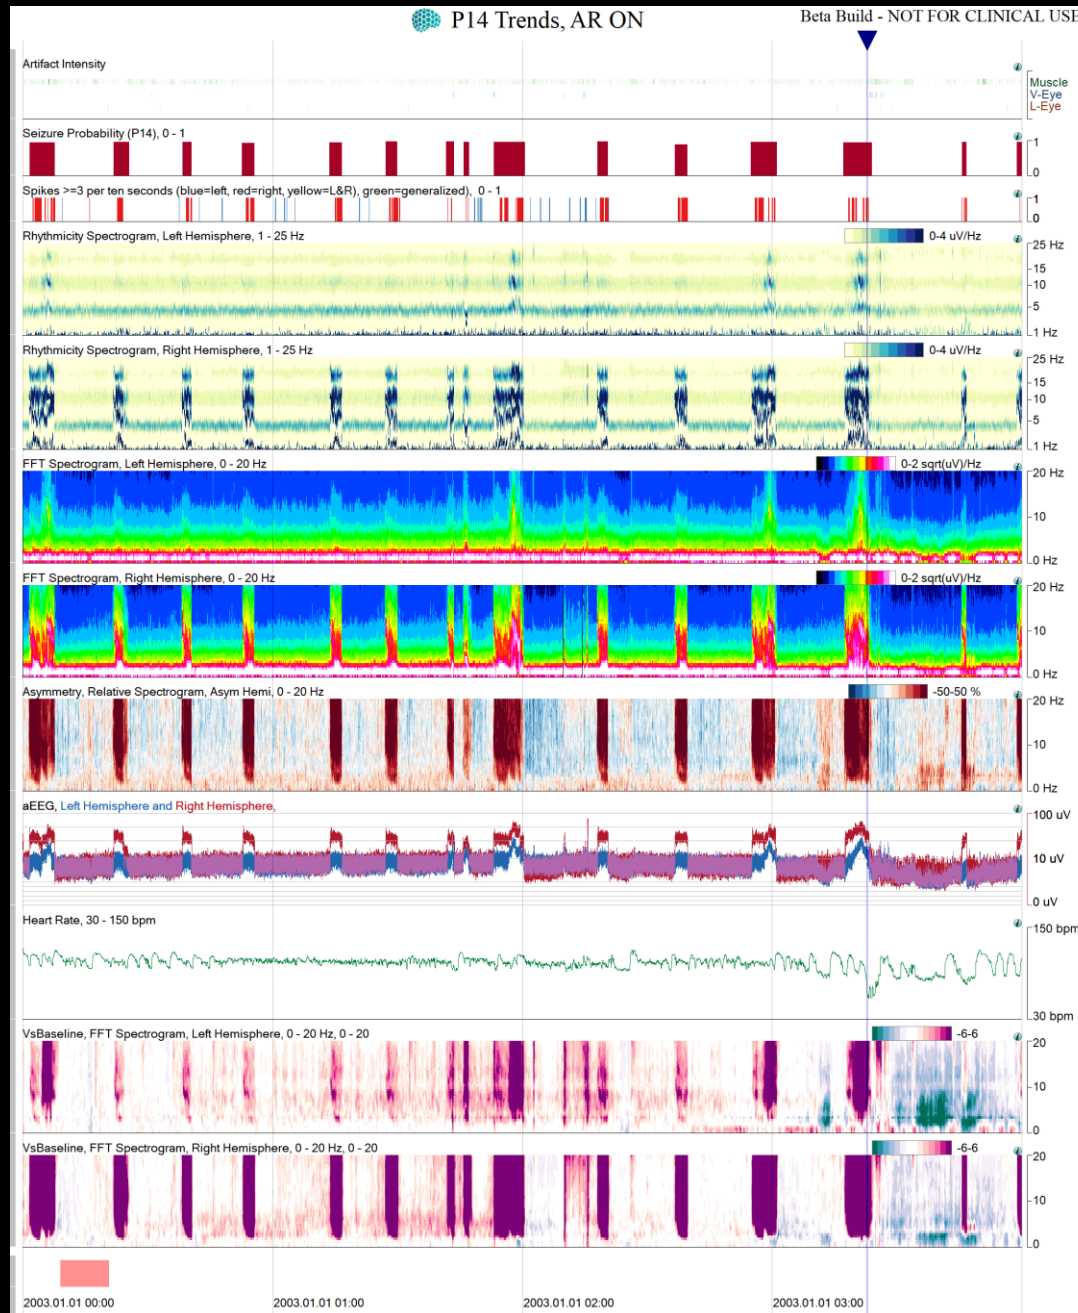 P14 Trends, AR ON
Beta Build - NOT FOR CLINICAL USE
Artifact Intensity
Muscle
V-Eye
L-Eye
Seizure Probability (P14), 0 - 1
1
0
Spikes >=3 per ten seconds (blue=left, red=right, yellow=L&R), green=generalized), 0 - 1
1
0
Rhythmicity Spectrogram, Left Hemisphere, 1 - 25 Hz
0-4 uV/Hz
25 Hz
15
10
5
1 Hz
Rhythmicity Spectrogram, Right Hemisphere, 1 - 25 Hz
0-4 uV/Hz
25 Hz
15
10
5
1 Hz
FFT Spectrogram, Left Hemisphere, 0 - 20 Hz
0-2 sqrt(uV)/Hz
20 Hz
10
0 Hz
FFT Spectrogram, Right Hemisphere, 0 - 20 Hz
0-2 sqrt(uV)/Hz
20 Hz
10
0 Hz
Asymmetry, Relative Spectrogram, Asym Hemi, 0 - 20 Hz
-50-50 %
20 Hz
10
0 Hz
aEEG, Left Hemisphere and Right Hemisphere,
100 uV
10 uV
0 uV
Heart Rate, 30 - 150 bpm
150 bpm
30 bpm
VsBaseline, FFT Spectrogram, Left Hemisphere, 0 - 20 Hz, 0 - 20
-6-6
20
10
0
VsBaseline, FFT Spectrogram, Right Hemisphere, 0 - 20 Hz, 0 - 20
-6-6
20
10
0
2003.01.01 00:00
2003.01.01 01:00
2003.01.01 02:00
2003.01.01 03:00